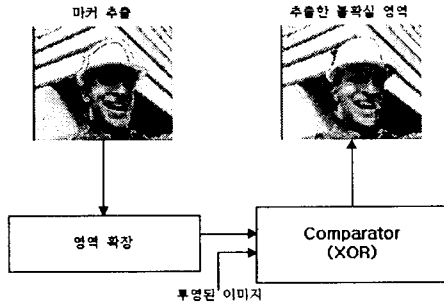 마커 추출
추출한 불확실 영역
영역 확장
Comparator
(XOR)
투영된 이미지